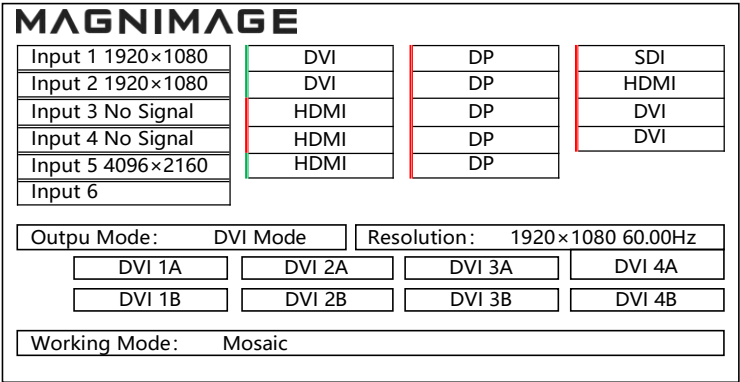 MAGNIMAGE
Input 1 1920×1080 DVI DP SDI
Input 2 1920×1080 DVI DP HDMI
Input 3 No Signal HDMI DP DVI
Input 4 No Signal HDMI DP DVI
Input 5 4096×2160 HDMI DP
Input 6
Outpu Mode: DVI Mode Resolution: 1920×1080 60.00Hz
DVI 1A DVI 2A DVI 3A DVI 4A
DVI 1B DVI 2B DVI 3B DVI 4B
Working Mode: Mosaic